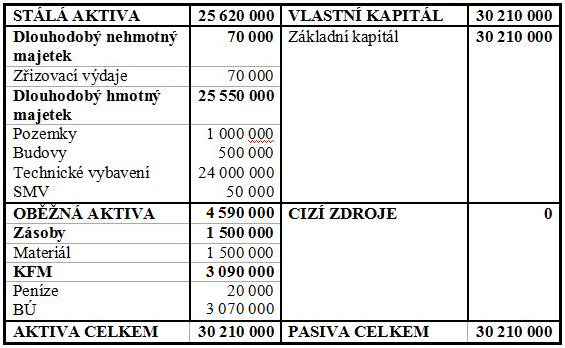 STÁLÁ AKTIVA 25 620 000 VLASTNÍ KAPITÁL 30 210 000
Dlouhodobý nehmotný 70 000 Základní kapitál 30 210 000
majetek
Zřizovací výdaje 70 000
Dlouhodobý hmotný 25 550 000
majetek
Pozemky 1 000 000
Budovy 500 000
Technické vybavení 24 000 000
SMV 50 000
OBĚŽNÁ AKTIVA 4 590 000 CIZÍ ZDROJE 0
Zásoby 1 500 000
Materiál 1 500 000
KFM 3 090 000
Peníze 20 000
BÚ 3 070 000
AKTIVA CELKEM 30 210 000 PASIVA CELKEM 30 210 000